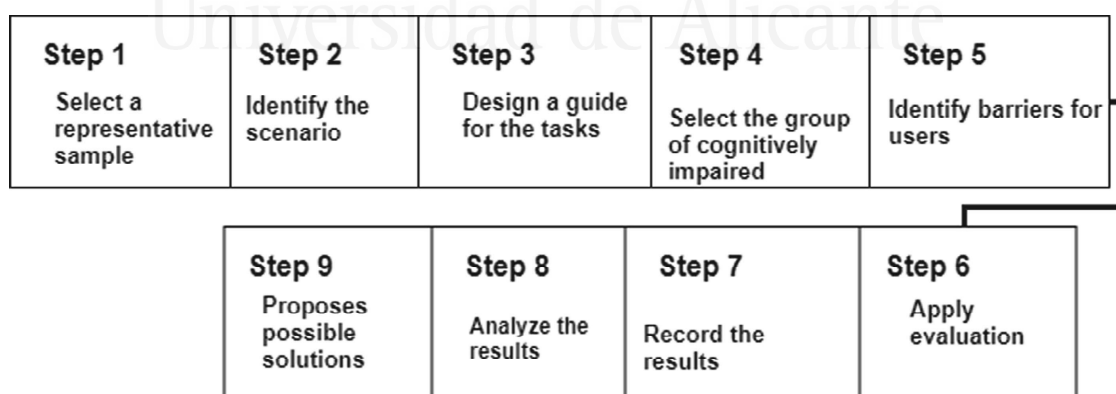 Universidad de Alicante
Step 1
Select a
representative
sample
Step 2
Identify the
scenario
Step 3
Design a guide
for the tasks
Step 4
Select the group
of cognitively
impaired
Step 5
Identify barriers for
users
Step 9
Proposes
possible
solutions
Step 8
Analyze the
results
Step 7
Record the
results
Step 6
Apply
evaluation